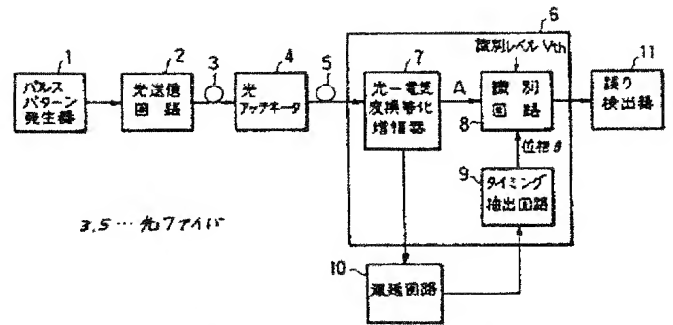 6
1
2
3
4
5
7
11
パルス
パターン
発生器
光送信
回路
光
アッテネータ
光-電気
変換等化
増幅器
A
識別レベル Vth
識別
回路
8
誤り
検出器
位相θ
9
タイミング
検出回路
3,5…光ファイバ
10
遅延回路